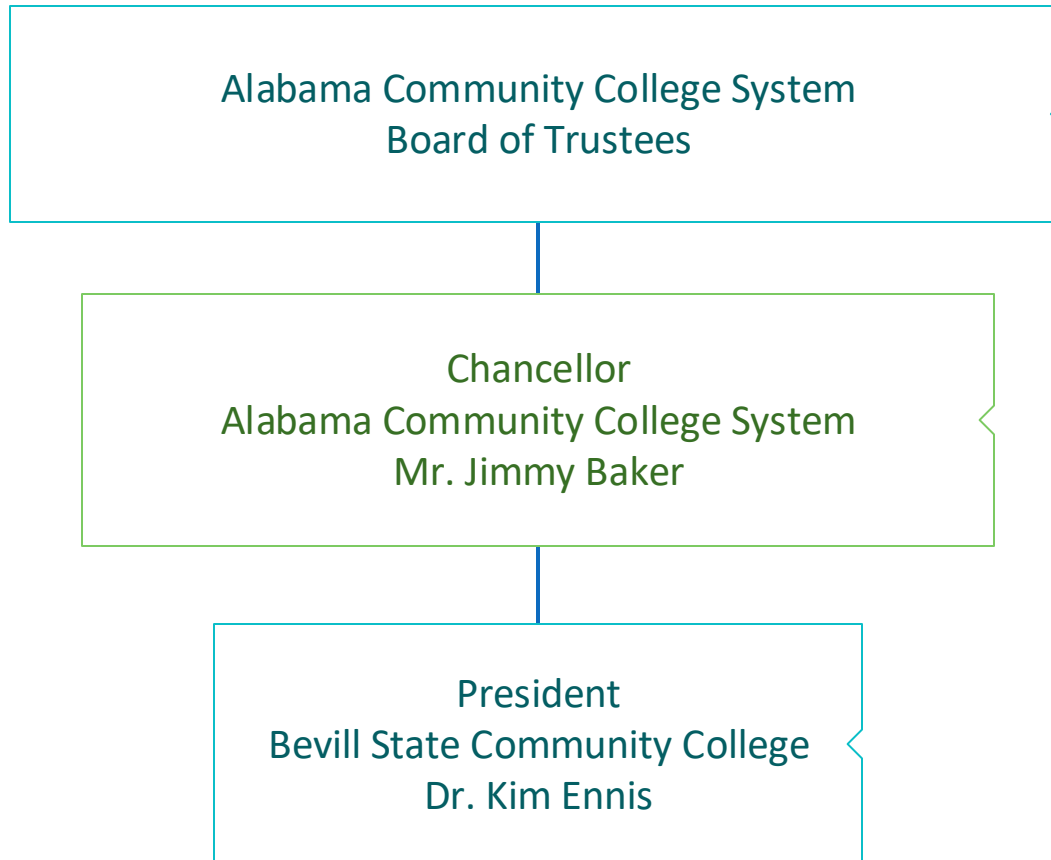 Alabama Community College System
Board of Trustees
Chancellor
Alabama Community College System
Mr. Jimmy Baker
President
Bevill State Community College
Dr. Kim Ennis